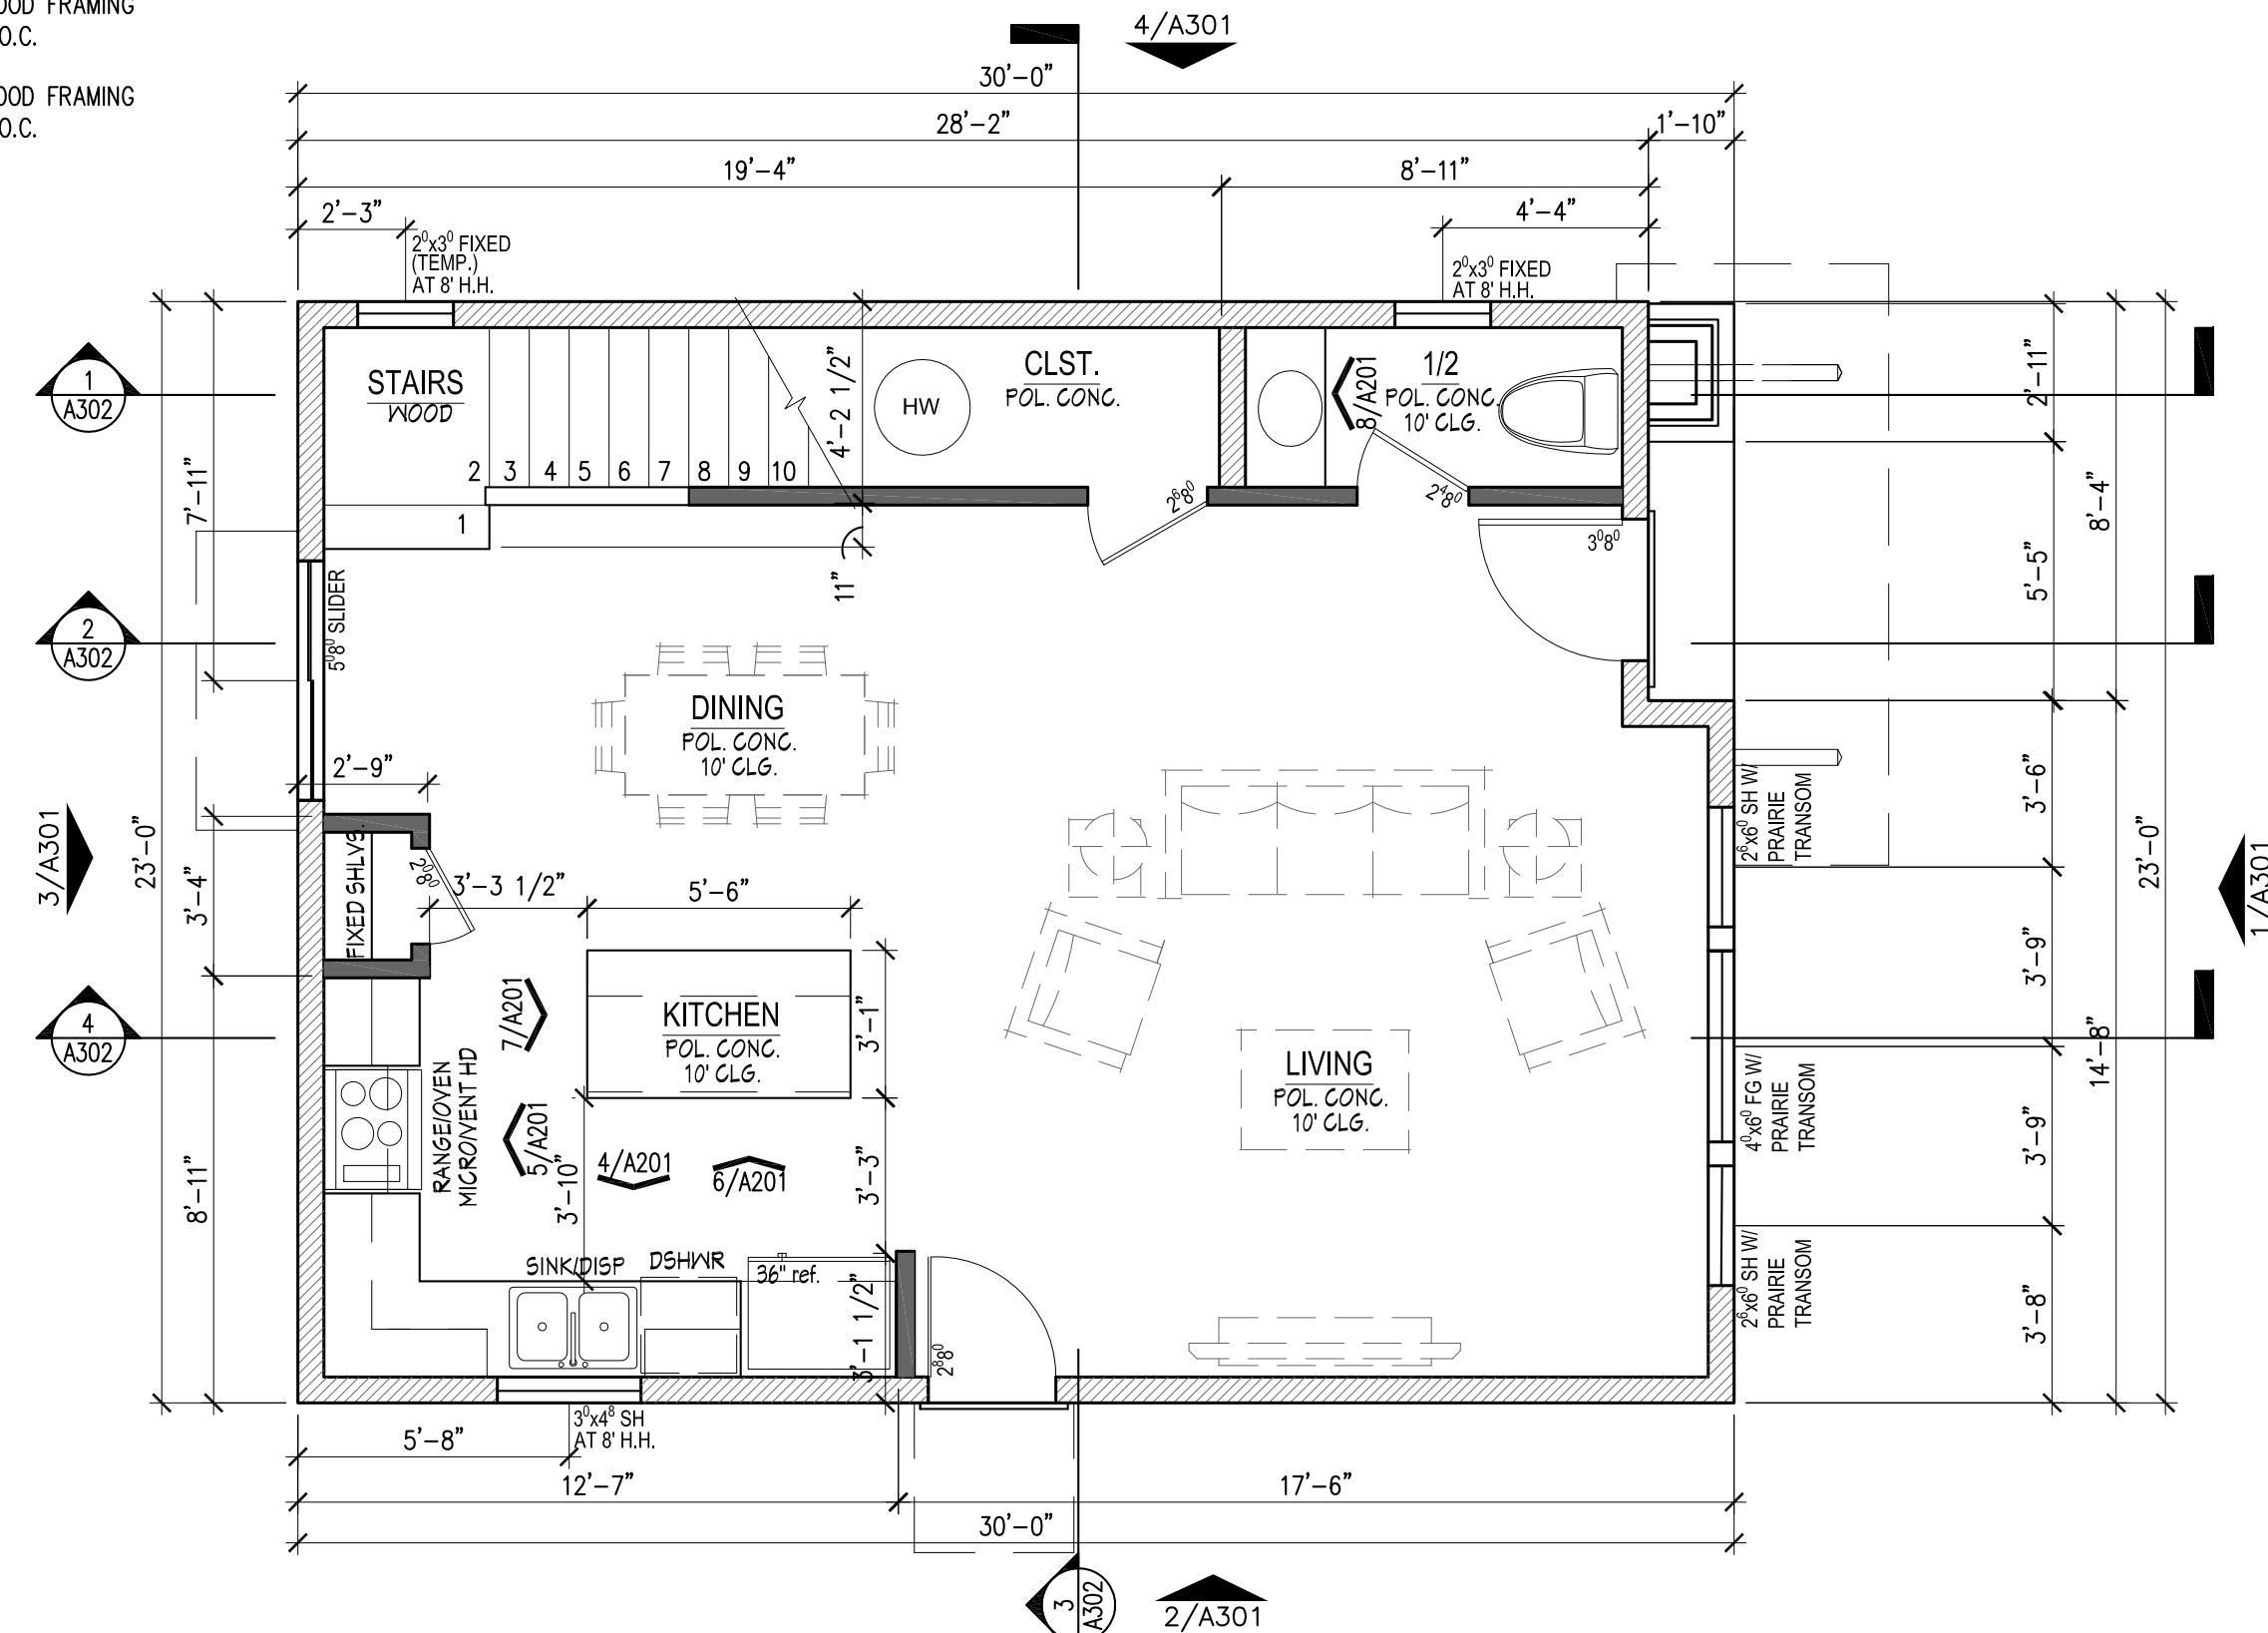 OOD FRAMING
O.C.
OOD FRAMING
O.C.
4/A301
30'-0"
28'-2"
1'-10"
19'-4"
8'-11"
2'-3"
4'-4"
2⁰x3⁰ FIXED
(TEMP.)
AT 8' H.H.
2⁰x3⁰ FIXED
AT 8' H.H.
1
A302
STAIRS
WOOD
4'-2 1/2"
HW
CLST.
POL. CONC.
8/A201
1/2
POL. CONC.
10' CLG.
2'-11"
2 3 4 5 6 7 8 9 10
1
2⁶8⁰
2⁴8⁰
3⁰8⁰
7'-11"
8'-4"
5'-5"
11"
2
A302
5⁰8⁰ SLIDER
DINING
POL. CONC.
10' CLG.
2'-9"
3'-6"
2⁶x6⁰ SH W/
PRAIRIE
TRANSOM
3/A301
23'-0"
3'-4"
FIXED SHLVS.
2⁰8⁰
3'-3 1/2"
5'-6"
23'-0"
1/A301
3'-9"
4
A302
7/A201
KITCHEN
POL. CONC.
10' CLG.
3'-1"
LIVING
POL. CONC.
10' CLG.
14'-8"
4⁰x6⁰ FG W/
PRAIRIE
TRANSOM
3'-9"
RANGE/OVEN
MICRO/VENT HD
5/A201
3'-10"
4/A201
6/A201
3'-3"
8'-11"
SINK/DISP
DSHWR
36" ref.
3'-1 1/2"
2⁸8⁰
2⁶x6⁰ SH W/
PRAIRIE
TRANSOM
3'-8"
3⁰x4⁸ SH
AT 8' H.H.
5'-8"
12'-7"
17'-6"
30'-0"
3
A302
2/A301